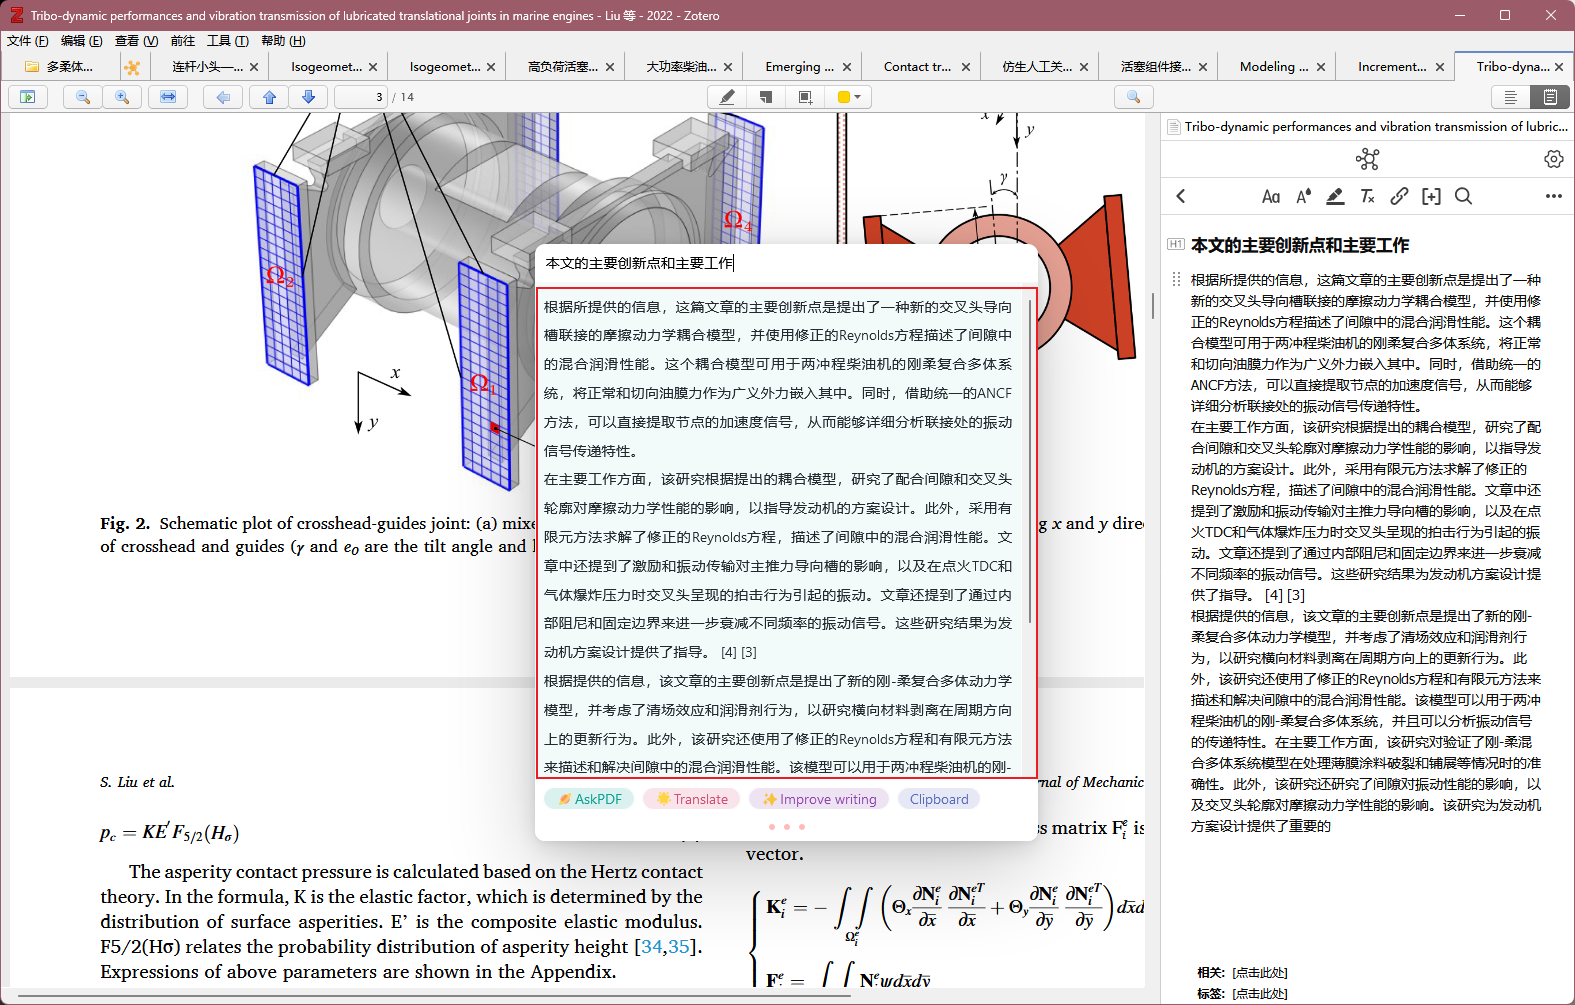 Tribo-dynamic performances and vibration transmission of lubricated translational joints in marine engines - Liu 等 - 2022 - Zotero
文件 (F) 编辑 (E) 查看 (V) 前往 工具 (T) 帮助 (H)
多柔体... 连杆小头—... Isogeomet... Isogeomet... 高负荷活塞... 大功率柴油... Emerging ... Contact tr... 仿生人工关... 活塞组件接... Modeling ... Increment... Tribo-dyna...
3 / 14
Ω2
Ω4
Ω1
x
y
x
y
γ
Fig. 2. Schematic plot of crosshead-guides joint: (a) mixe
g x and y direc
of crosshead and guides (γ and eO are the tilt angle and
S. Liu et al.
rnal of Mechanic
pc = KE′F5/2(Hσ)
The asperity contact pressure is calculated based on the Hertz contact
theory. In the formula, K is the elastic factor, which is determined by the
distribution of surface asperities. E’ is the composite elastic modulus.
F5/2(Hσ) relates the probability distribution of asperity height [34,35].
Expressions of above parameters are shown in the Appendix.
ss matrix Fie is
vector.
Kie = − ∬Ωie (Θx ∂Nie/∂x̄ ∂NieT/∂x̄ + Θy ∂Nie/∂ȳ ∂NieT/∂ȳ) dx̄d
Fie = ∬ Nieψdx̄dȳ
本文的主要创新点和主要工作
根据所提供的信息，这篇文章的主要创新点是提出了一种新的交叉头导向
槽联接的摩擦动力学耦合模型，并使用修正的Reynolds方程描述了间隙中
的混合润滑性能。这个耦合模型可用于两冲程柴油机的刚柔复合多体系
统，将正常和切向油膜力作为广义外力嵌入其中。同时，借助统一的ANCF
方法，可以直接提取节点的加速度信号，从而能够详细分析联接处的振动
信号传递特性。
在主要工作方面，该研究根据提出的耦合模型，研究了配合间隙和交叉头
轮廓对摩擦动力学性能的影响，以指导发动机的方案设计。此外，采用有
限元方法求解了修正的Reynolds方程，描述了间隙中的混合润滑性能。文
章中还提到了激励和振动传输对主推力导向槽的影响，以及在点火TDC和
气体爆炸压力时交叉头呈现的拍击行为引起的振动。文章还提到了通过内
部阻尼和固定边界来进一步衰减不同频率的振动信号。这些研究结果为发
动机方案设计提供了指导。 [4] [3]
根据提供的信息，该文章的主要创新点是提出了新的刚-柔复合多体动力学
模型，并考虑了清场效应和润滑剂行为，以研究横向材料剥离在周期方向
上的更新行为。此外，该研究还使用了修正的Reynolds方程和有限元方法
来描述和解决间隙中的混合润滑性能。该模型可以用于两冲程柴油机的刚-
AskPDF Translate Improve writing Clipboard
Tribo-dynamic performances and vibration transmission of lubric...
Aa A Tx
H1 本文的主要创新点和主要工作
根据所提供的信息，这篇文章的主要创新点是提出了一种
新的交叉头导向槽联接的摩擦动力学耦合模型，并使用修
正的Reynolds方程描述了间隙中的混合润滑性能。这个耦
合模型可用于两冲程柴油机的刚柔复合多体系统，将正常
和切向油膜力作为广义外力嵌入其中。同时，借助统一的
ANCF方法，可以直接提取节点的加速度信号，从而能够
详细分析联接处的振动信号传递特性。
在主要工作方面，该研究根据提出的耦合模型，研究了配
合间隙和交叉头轮廓对摩擦动力学性能的影响，以指导发
动机的方案设计。此外，采用有限元方法求解了修正的
Reynolds方程，描述了间隙中的混合润滑性能。文章中还
提到了激励和振动传输对主推力导向槽的影响，以及在点
火TDC和气体爆炸压力时交叉头呈现的拍击行为引起的振
动。文章还提到了通过内部阻尼和固定边界来进一步衰减
不同频率的振动信号。这些研究结果为发动机方案设计提
供了指导。 [4] [3]
根据提供的信息，该文章的主要创新点是提出了新的刚-
柔复合多体动力学模型，并考虑了清场效应和润滑剂行
为，以研究横向材料剥离在周期方向上的更新行为。此
外，该研究还使用了修正的Reynolds方程和有限元方法来
描述和解决间隙中的混合润滑性能。该模型可以用于两冲
程柴油机的刚-柔复合多体系统，并且可以分析振动信号
的传递特性。在主要工作方面，该研究对验证了刚-柔混
合多体系统模型在处理薄膜涂料破裂和铺展等情况时的准
确性。此外，该研究还研究了间隙对振动性能的影响，以
及交叉头轮廓对摩擦动力学性能的影响。该研究为发动机
方案设计提供了重要的
相关: [点击此处]
标签: [点击此处]